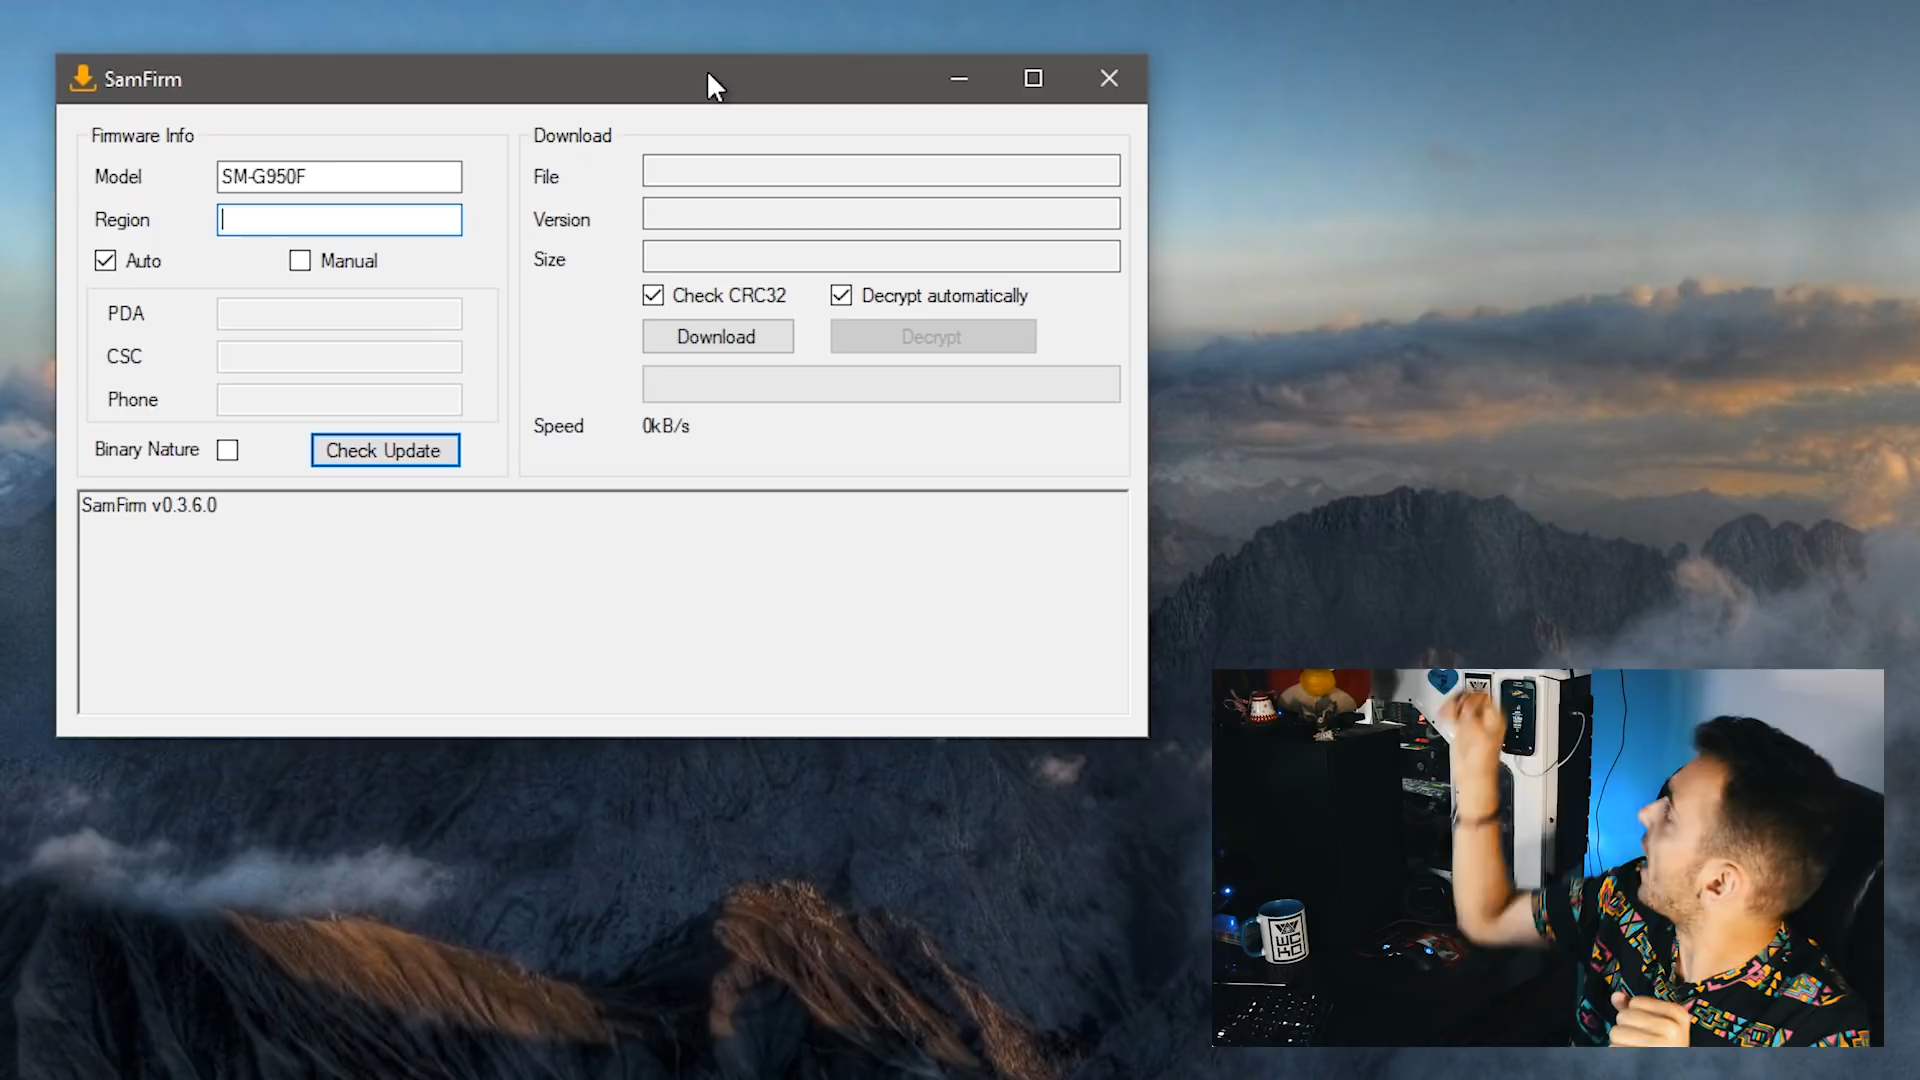 SamFirm
Firmware Info
Model SM-G950F
Region
Auto Manual
PDA
CSC
Phone
Binary Nature Check Update
Download
File
Version
Size
Check CRC32 Decrypt automatically
Download Decrypt
Speed 0kB/s
SamFirm v0.3.6.0